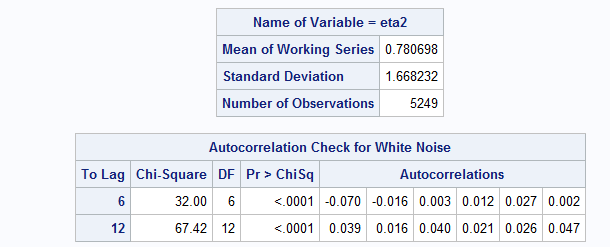 Name of Variable = eta2
Mean of Working Series 0.780698
Standard Deviation 1.668232
Number of Observations 5249
Autocorrelation Check for White Noise
To Lag Chi-Square DF Pr > ChiSq Autocorrelations
6 32.00 6 <.0001 -0.070 -0.016 0.003 0.012 0.027 0.002
12 67.42 12 <.0001 0.039 0.016 0.040 0.021 0.026 0.047